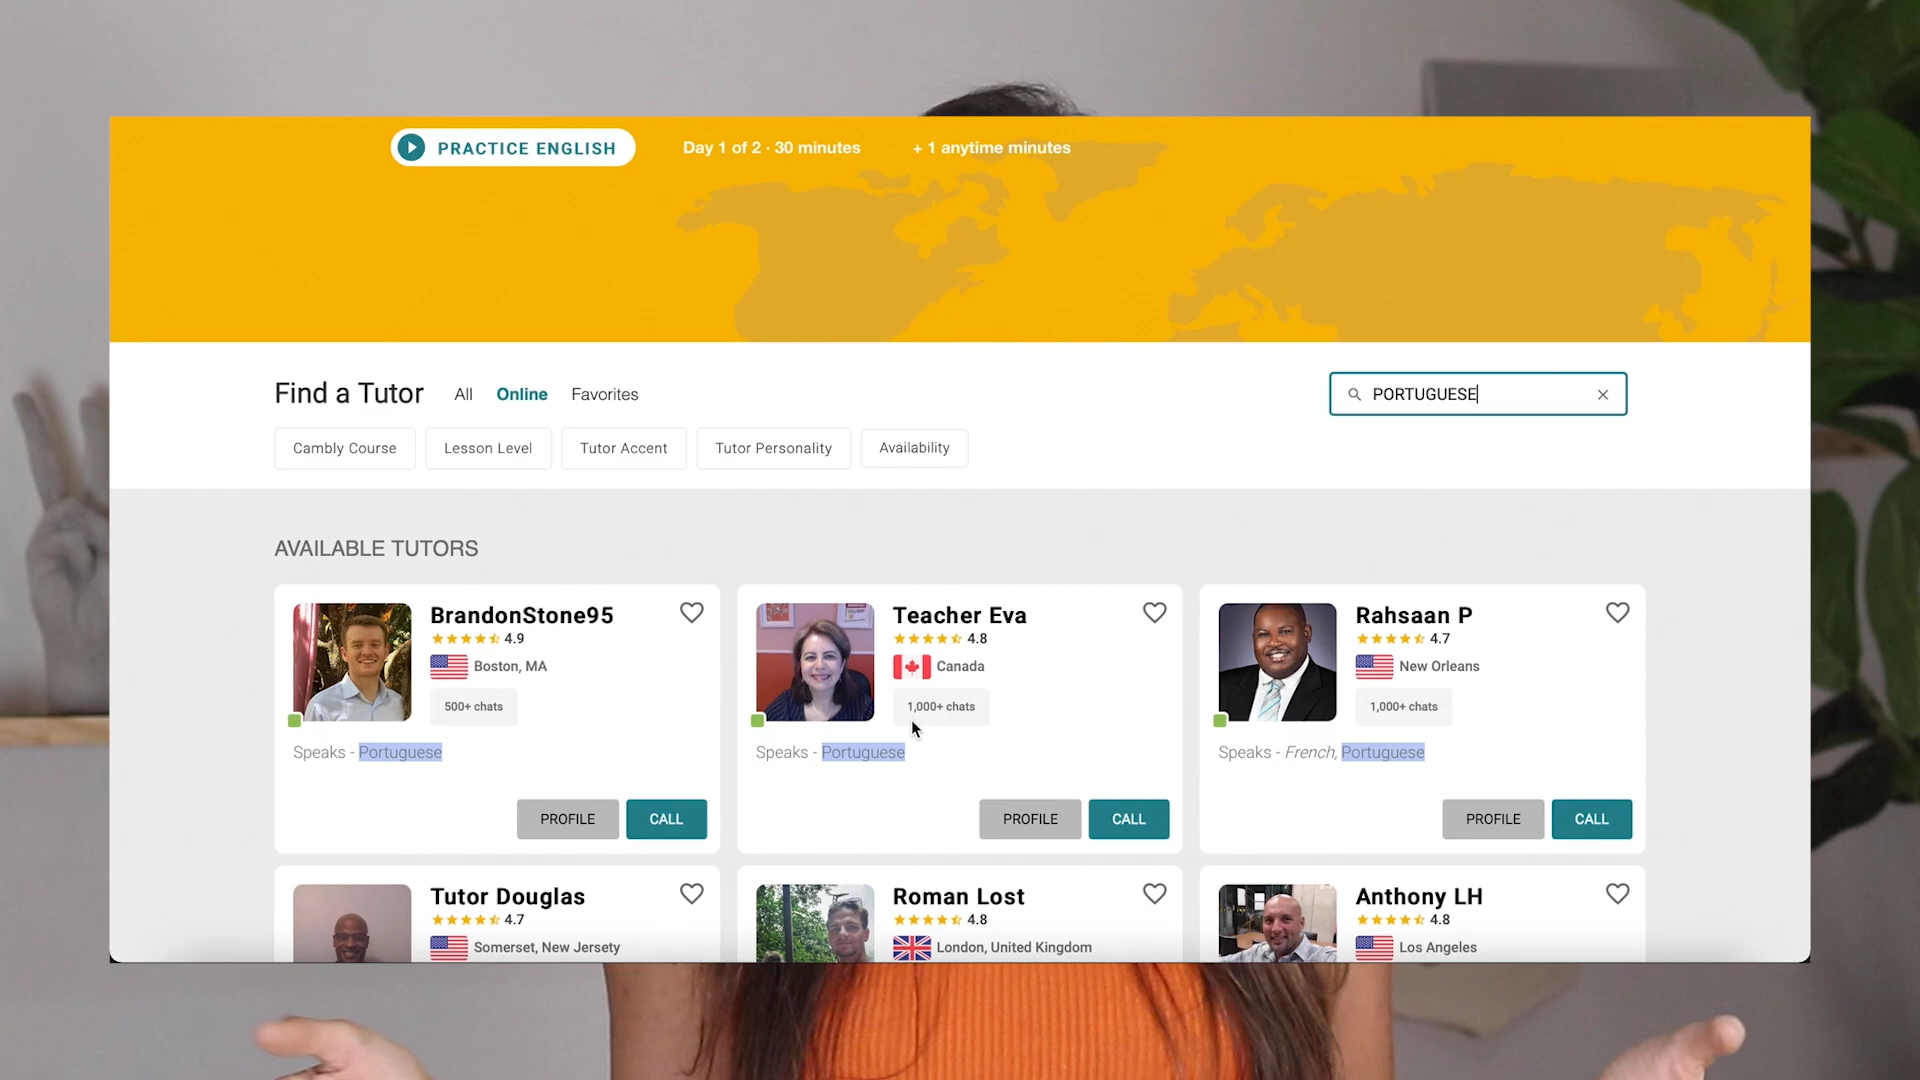 PRACTICE ENGLISH
Day 1 of 2 · 30 minutes
+ 1 anytime minutes
Find a Tutor
All
Online
Favorites
PORTUGUESE
Cambly Course
Lesson Level
Tutor Accent
Tutor Personality
Availability
AVAILABLE TUTORS
BrandonStone95
4.9
Boston, MA
500+ chats
Speaks - Portuguese
PROFILE
CALL
Teacher Eva
4.8
Canada
1,000+ chats
Speaks - Portuguese
PROFILE
CALL
Rahsaan P
4.7
New Orleans
1,000+ chats
Speaks - French, Portuguese
PROFILE
CALL
Tutor Douglas
4.7
Somerset, New Jersety
Roman Lost
4.8
London, United Kingdom
Anthony LH
4.8
Los Angeles